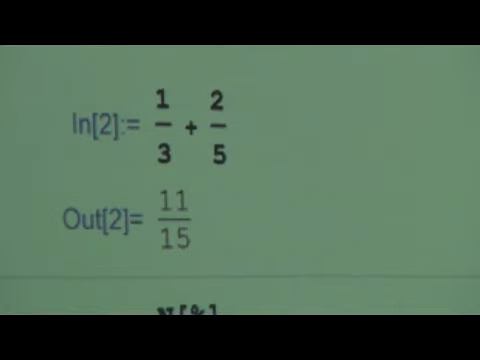 In[2]:= 1/3 + 2/5
Out[2]= 11/15
N[%]